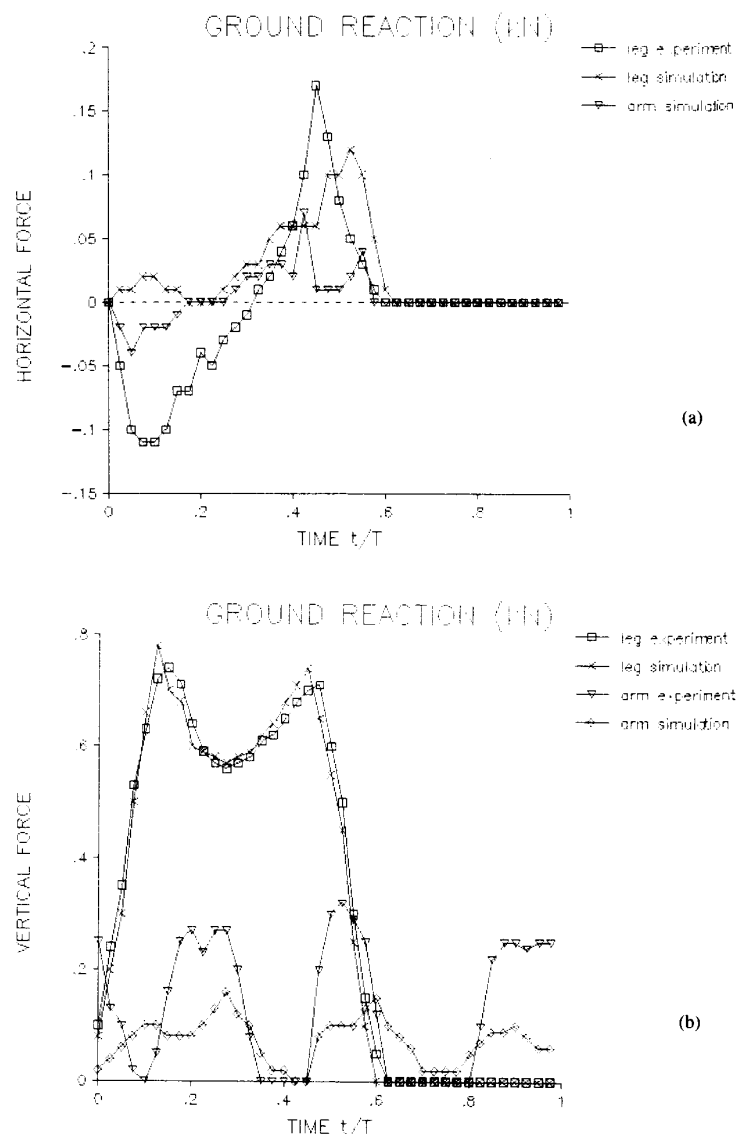 GROUND REACTION (kN)
leg experiment
leg simulation
arm simulation
.2
.15
.1
.05
0
-.05
-.1
-.15
HORIZONTAL FORCE
0
.2
.4
.6
.8
1
TIME t/T
(a)
GROUND REACTION (kN)
leg experiment
leg simulation
arm experiment
arm simulation
.8
.6
.4
.2
0
VERTICAL FORCE
0
.2
.4
.6
.8
1
TIME t/T
(b)